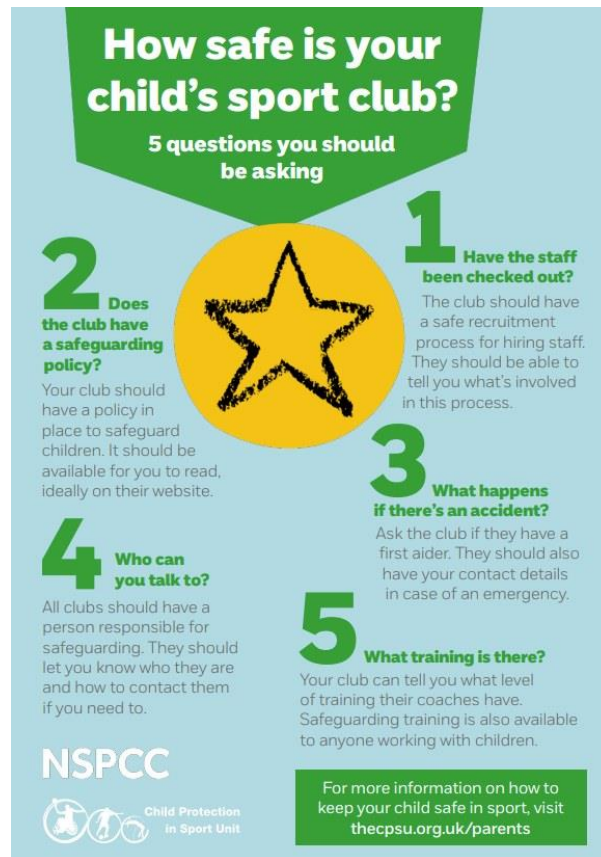 How safe is your
child's sport club?
5 questions you should
be asking
1
Have the staff
been checked out?
The club should have
a safe recruitment
process for hiring staff.
They should be able to
tell you what's involved
in this process.
2
Does
the club have
a safeguarding
policy?
Your club should
have a policy in
place to safeguard
children. It should be
available for you to read,
ideally on their website.
3
What happens
if there's an accident?
Ask the club if they have a
first aider. They should also
have your contact details
in case of an emergency.
4
Who can
you talk to?
All clubs should have a
person responsible for
safeguarding. They should
let you know who they are
and how to contact them
if you need to.
5
What training is there?
Your club can tell you what level
of training their coaches have.
Safeguarding training is also available
to anyone working with children.
NSPCC
Child Protection
in Sport Unit
For more information on how to
keep your child safe in sport, visit
thecpsu.org.uk/parents